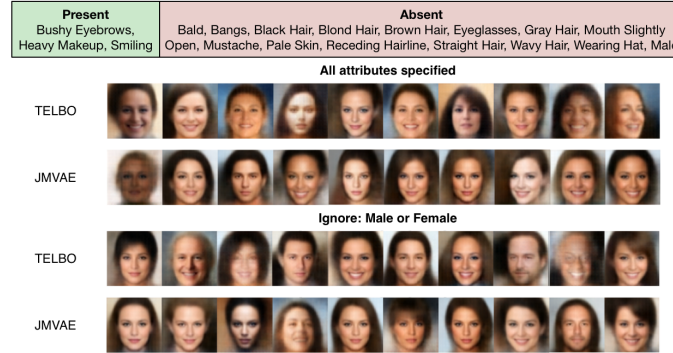 Present
Bushy Eyebrows,
Heavy Makeup, Smiling
Absent
Bald, Bangs, Black Hair, Blond Hair, Brown Hair, Eyeglasses, Gray Hair, Mouth Slightly
Open, Mustache, Pale Skin, Receding Hairline, Straight Hair, Wavy Hair, Wearing Hat, Male
All attributes specified
TELBO
JMVAE
Ignore: Male or Female
TELBO
JMVAE